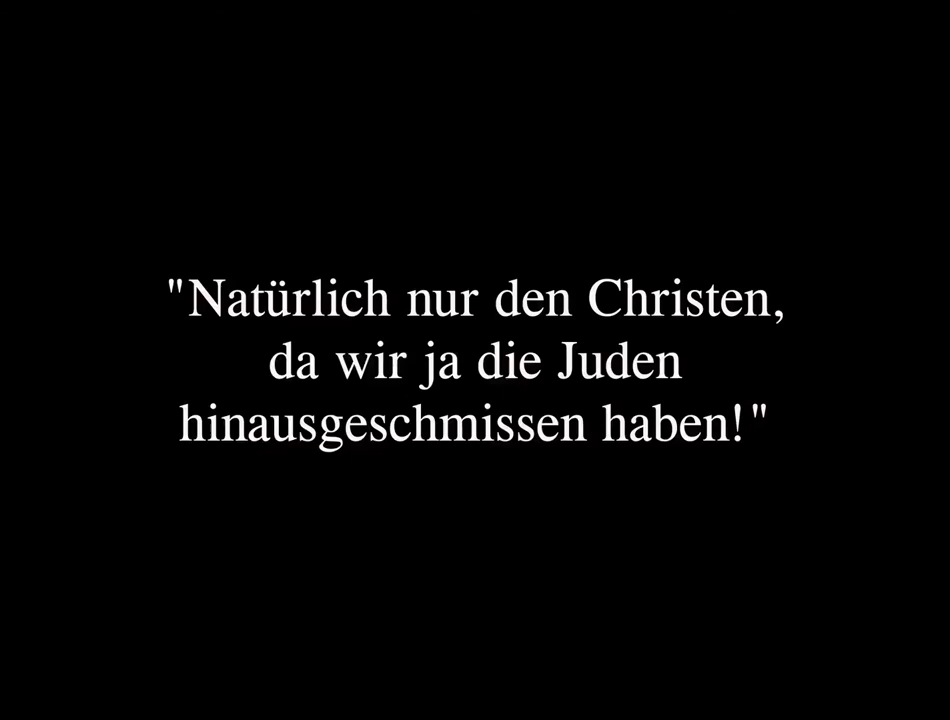 "Natürlich nur den Christen,
da wir ja die Juden
hinausgeschmissen haben!"